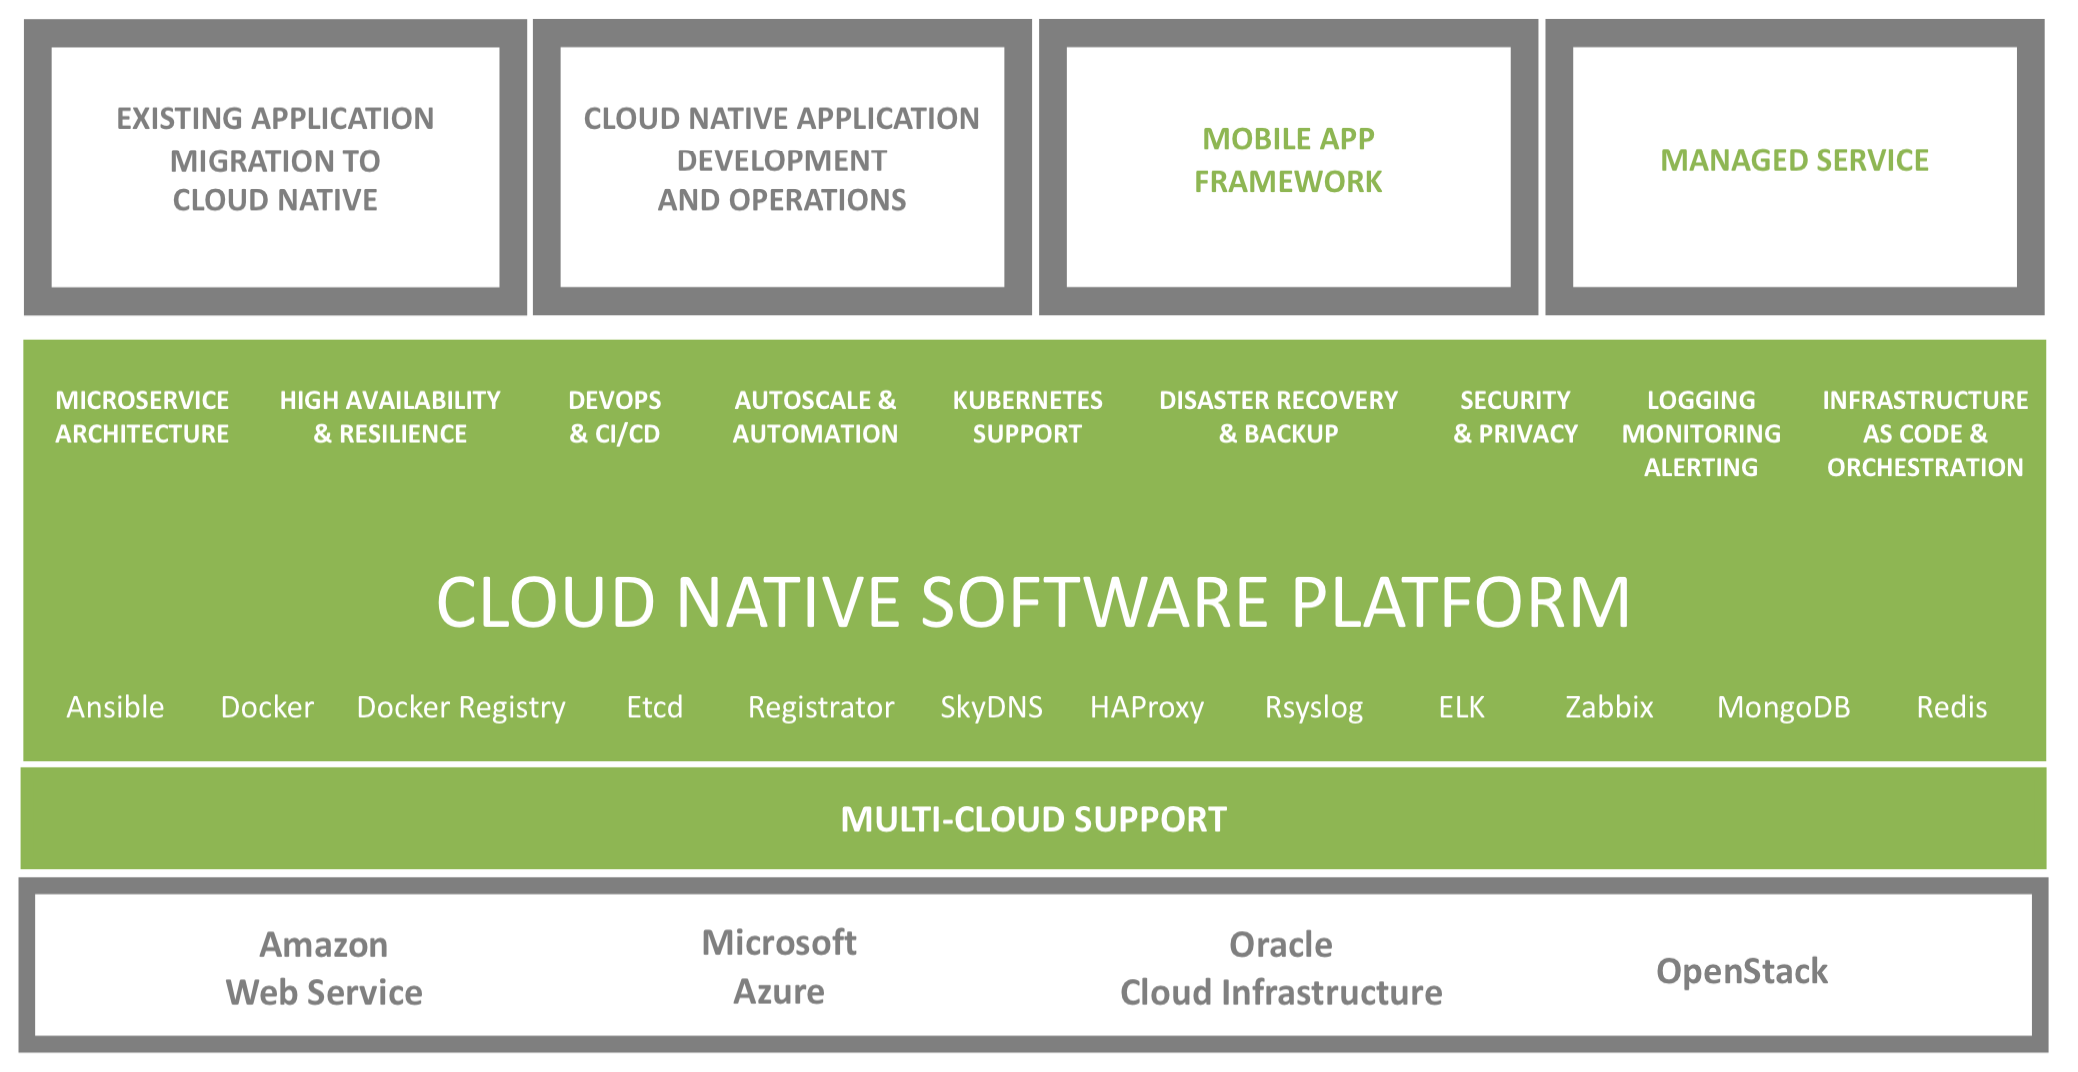 EXISTING APPLICATION
MIGRATION TO
CLOUD NATIVE
CLOUD NATIVE APPLICATION
DEVELOPMENT
AND OPERATIONS
MOBILE APP
FRAMEWORK
MANAGED SERVICE
MICROSERVICE
ARCHITECTURE
HIGH AVAILABILITY
& RESILIENCE
DEVOPS
& CI/CD
AUTOSCALE &
AUTOMATION
KUBERNETES
SUPPORT
DISASTER RECOVERY
& BACKUP
SECURITY
& PRIVACY
LOGGING
MONITORING
ALERTING
INFRASTRUCTURE
AS CODE &
ORCHESTRATION
CLOUD NATIVE SOFTWARE PLATFORM
Ansible
Docker
Docker Registry
Etcd
Registrator
SkyDNS
HAProxy
Rsyslog
ELK
Zabbix
MongoDB
Redis
MULTI-CLOUD SUPPORT
Amazon
Web Service
Microsoft
Azure
Oracle
Cloud Infrastructure
OpenStack